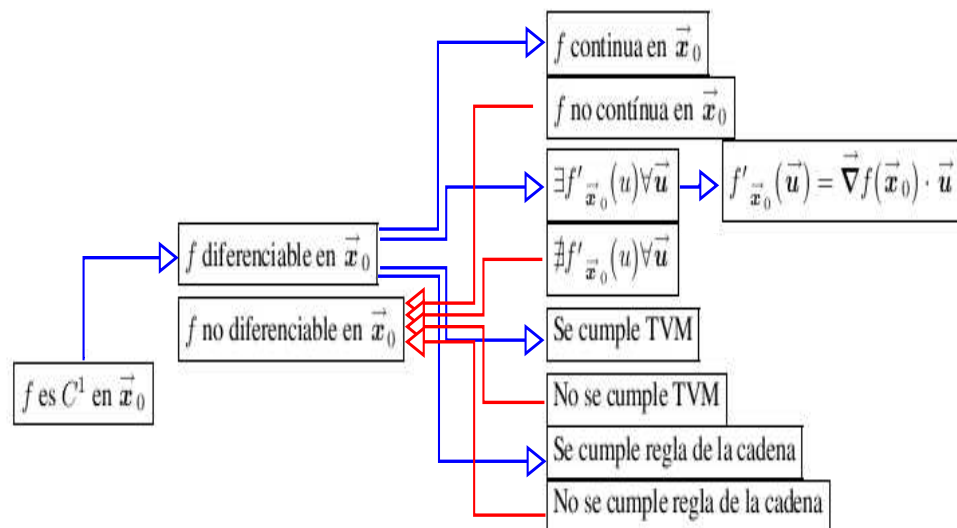 f continua en x⃗₀
f no contínua en x⃗₀
∃f′ₓ⃗₀(u)∀u⃗
f′ₓ⃗₀(u⃗) = ∇⃗f(x⃗₀) · u⃗
f diferenciable en x⃗₀
∄f′ₓ⃗₀(u)∀u⃗
f no diferenciable en x⃗₀
Se cumple TVM
f es C¹ en x⃗₀
No se cumple TVM
Se cumple regla de la cadena
No se cumple regla de la cadena